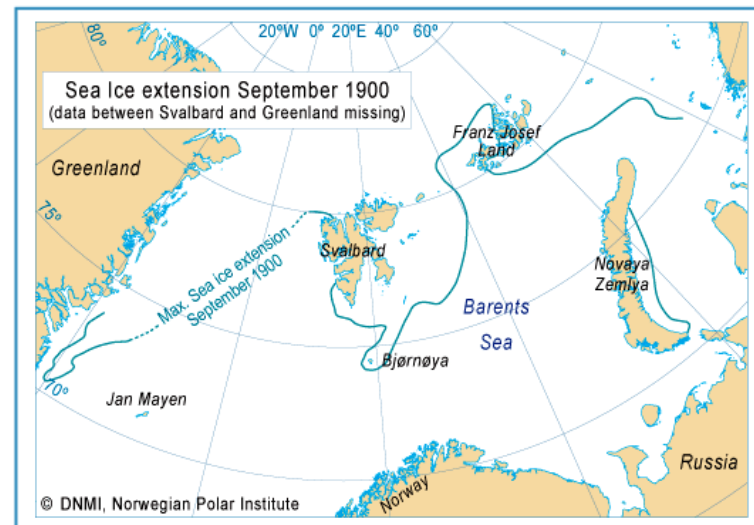 80º
20ºW 0º 20ºE 40º 60º
Sea Ice extension September 1900
(data between Svalbard and Greenland missing)
Franz Josef
Land
Greenland
75º
Svalbard
Max. Sea ice extension
September 1900
Novaya
Zemlya
Barents
Sea
Bjørnøya
70º
Jan Mayen
Russia
Norway
© DNMI, Norwegian Polar Institute